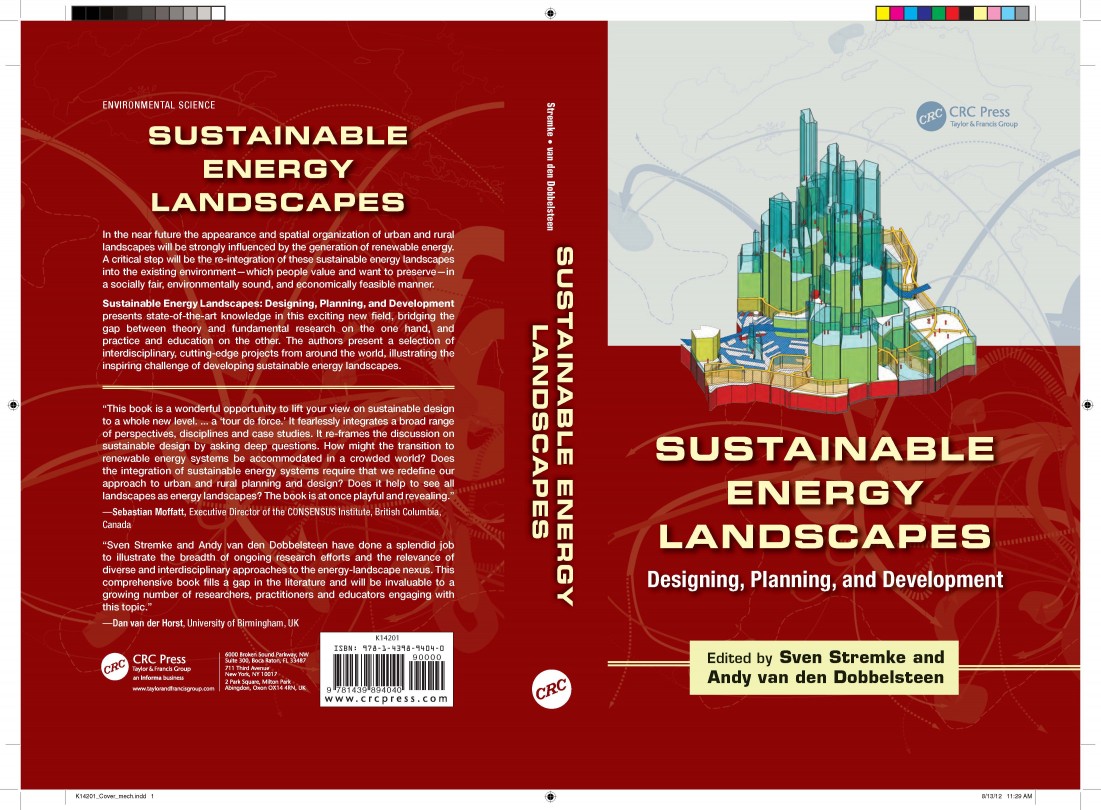 ENVIRONMENTAL SCIENCE
SUSTAINABLE
ENERGY
LANDSCAPES
In the near future the appearance and spatial organization of urban and rural
landscapes will be strongly influenced by the generation of renewable energy.
A critical step will be the re-integration of these sustainable energy landscapes
into the existing environment—which people value and want to preserve—in
a socially fair, environmentally sound, and economically feasible manner.
Sustainable Energy Landscapes: Designing, Planning, and Development
presents state-of-the-art knowledge in this exciting new field, bridging the
gap between theory and fundamental research on the one hand, and
practice and education on the other. The authors present a selection of
interdisciplinary, cutting-edge projects from around the world, illustrating the
inspiring challenge of developing sustainable energy landscapes.
“This book is a wonderful opportunity to lift your view on sustainable design
to a whole new level. ... a ‘tour de force.’ It fearlessly integrates a broad range
of perspectives, disciplines and case studies. It re-frames the discussion on
sustainable design by asking deep questions. How might the transition to
renewable energy systems be accommodated in a crowded world? Does
the integration of sustainable energy systems require that we redefine our
approach to urban and rural planning and design? Does it help to see all
landscapes as energy landscapes? The book is at once playful and revealing.”
—Sebastian Moffatt, Executive Director of the CONSENSUS Institute, British Columbia,
Canada
“Sven Stremke and Andy van den Dobbelsteen have done a splendid job
to illustrate the breadth of ongoing research efforts and the relevance of
diverse and interdisciplinary approaches to the energy-landscape nexus. This
comprehensive book fills a gap in the literature and will be invaluable to a
growing number of researchers, practitioners and educators engaging with
this topic.”
—Dan van der Horst, University of Birmingham, UK
CRC
CRC Press
Taylor & Francis Group
an informa business
www.taylorandfrancisgroup.com
6000 Broken Sound Parkway, NW
Suite 300, Boca Raton, FL 33487
711 Third Avenue
New York, NY 10017
2 Park Square, Milton Park
Abingdon, Oxon OX14 4RN, UK
K14201
ISBN: 978-1-4398-9404-0
90000
9 781439 894040
www.crcpress.com
Stremke • van den Dobbelsteen
SUSTAINABLE ENERGY
LANDSCAPES
CRC
CRC
CRC Press
Taylor & Francis Group
SUSTAINABLE
ENERGY
LANDSCAPES
Designing, Planning, and Development
Edited by Sven Stremke and
Andy van den Dobbelsteen
K14201_Cover_mech.indd 1
8/13/12 11:29 AM